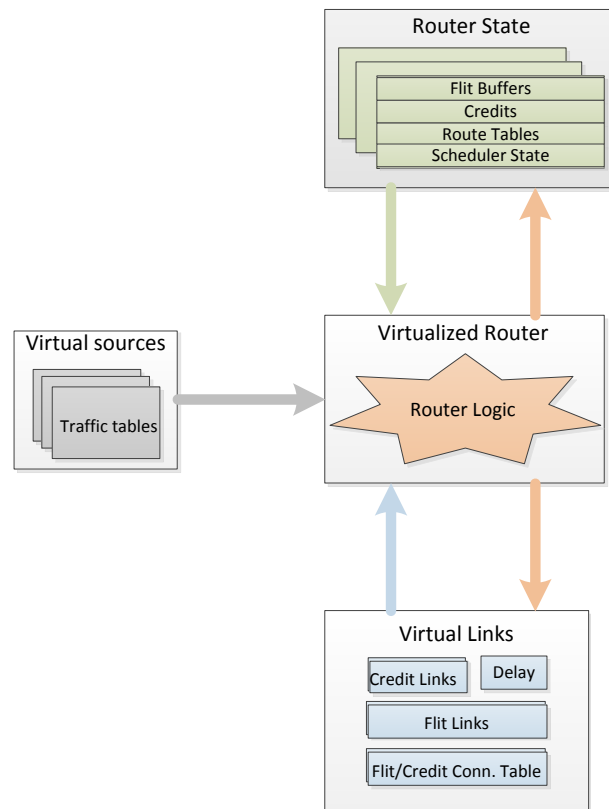 Router State
Flit Buffers
Credits
Route Tables
Scheduler State
Virtual sources
Traffic tables
Virtualized Router
Router Logic
Virtual Links
Credit Links
Delay
Flit Links
Flit/Credit Conn. Table